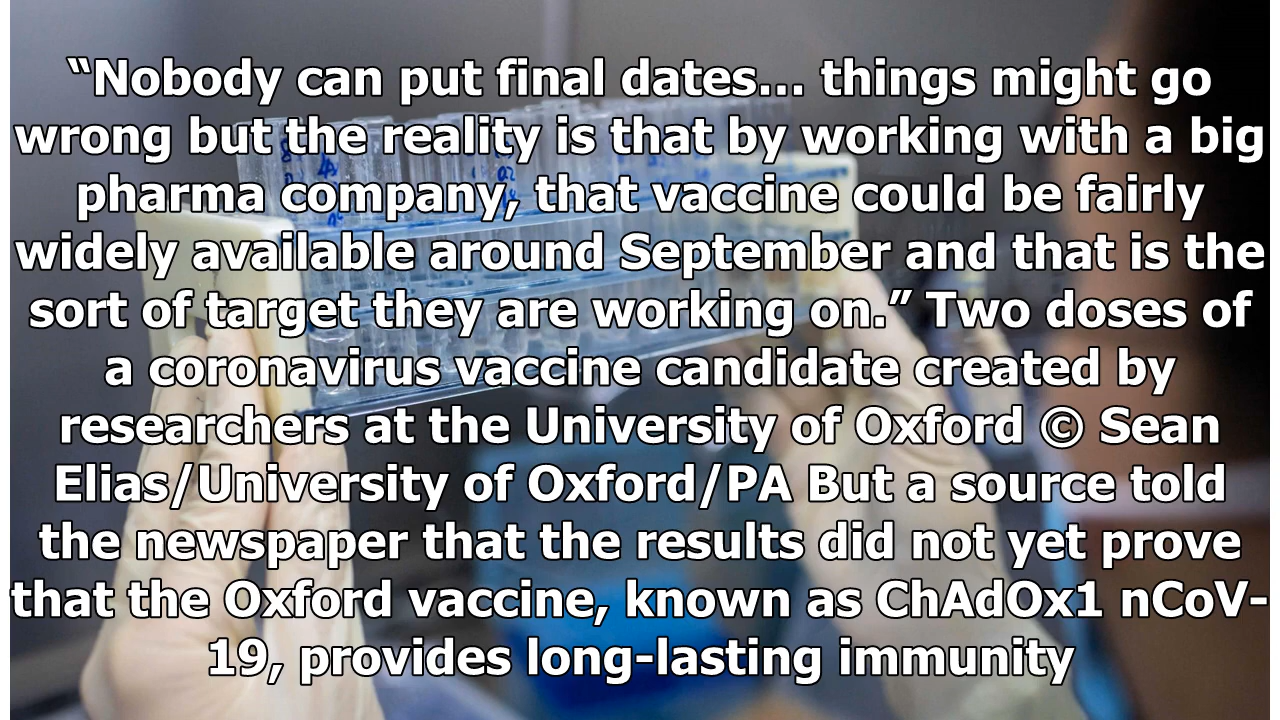 “Nobody can put final dates... things might go
wrong but the reality is that by working with a big
pharma company, that vaccine could be fairly
widely available around September and that is the
sort of target they are working on.” Two doses of
a coronavirus vaccine candidate created by
researchers at the University of Oxford © Sean
Elias/University of Oxford/PA But a source told
the newspaper that the results did not yet prove
that the Oxford vaccine, known as ChAdOx1 nCoV-
19, provides long-lasting immunity